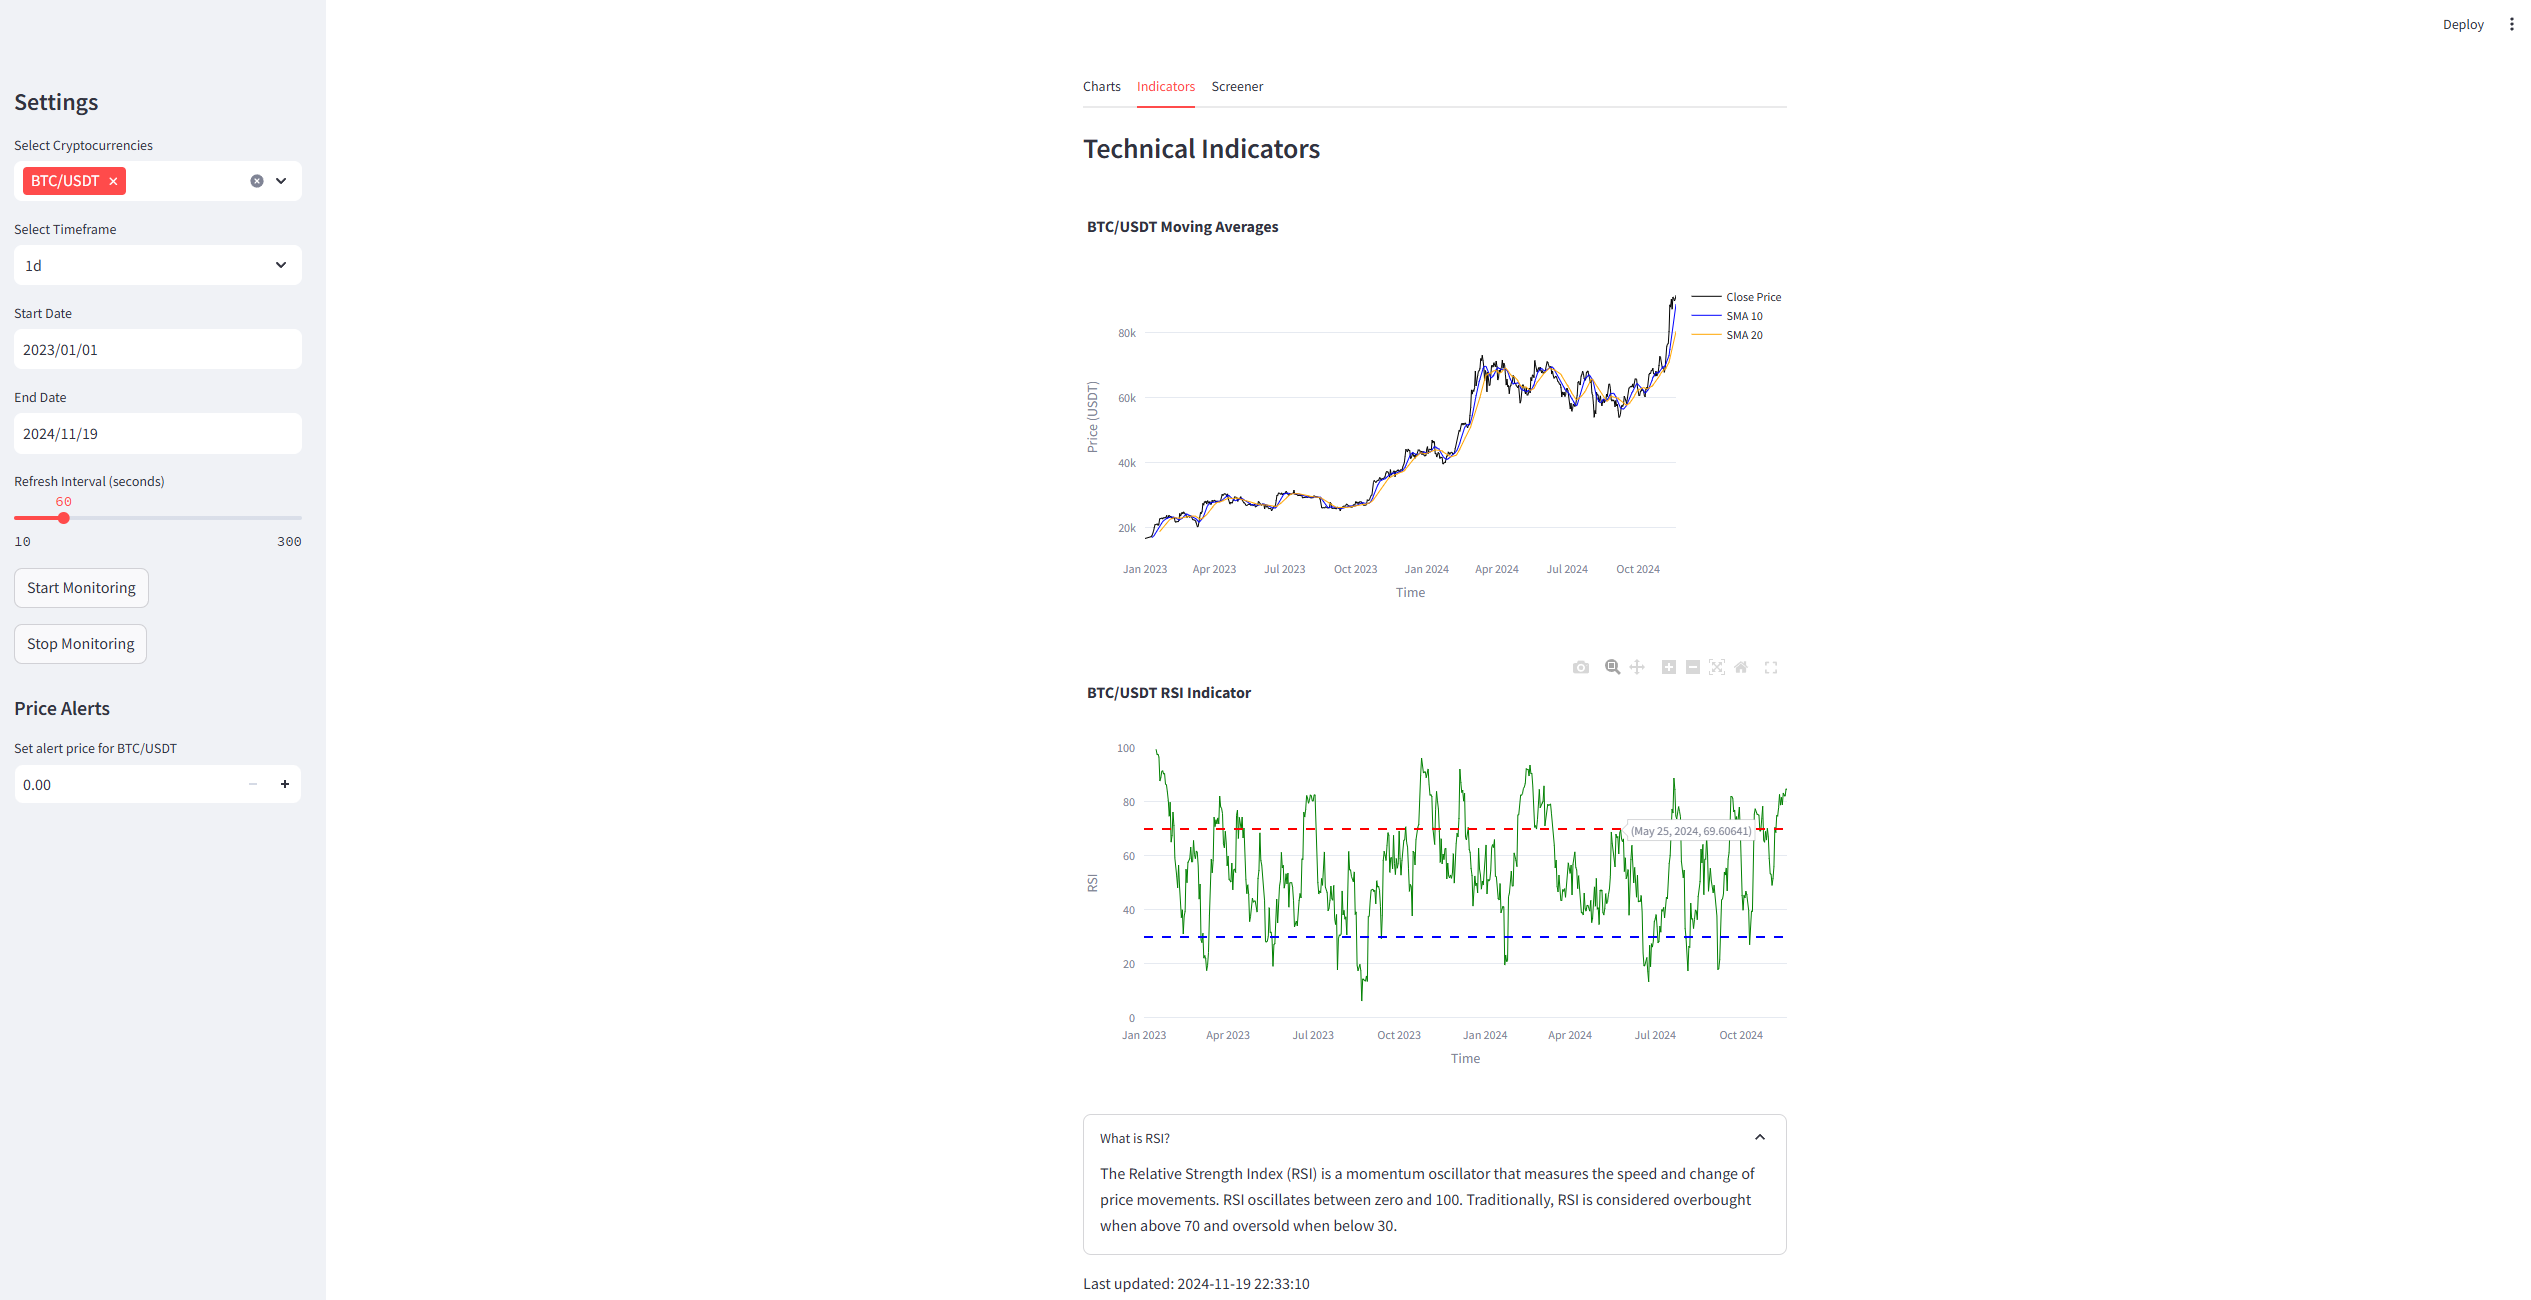 Deploy
Settings
Select Cryptocurrencies
BTC/USDT
Select Timeframe
1d
Start Date
2023/01/01
End Date
2024/11/19
Refresh Interval (seconds)
60
10 300
Start Monitoring
Stop Monitoring
Price Alerts
Set alert price for BTC/USDT
0.00
Charts Indicators Screener
Technical Indicators
BTC/USDT Moving Averages
Close Price
SMA 10
SMA 20
Price (USDT)
80k
60k
40k
20k
Jan 2023 Apr 2023 Jul 2023 Oct 2023 Jan 2024 Apr 2024 Jul 2024 Oct 2024
Time
BTC/USDT RSI Indicator
RSI
100
80
(May 25, 2024, 69.60641)
60
40
20
0
Jan 2023 Apr 2023 Jul 2023 Oct 2023 Jan 2024 Apr 2024 Jul 2024 Oct 2024
Time
What is RSI?
The Relative Strength Index (RSI) is a momentum oscillator that measures the speed and change of
price movements. RSI oscillates between zero and 100. Traditionally, RSI is considered overbought
when above 70 and oversold when below 30.
Last updated: 2024-11-19 22:33:10